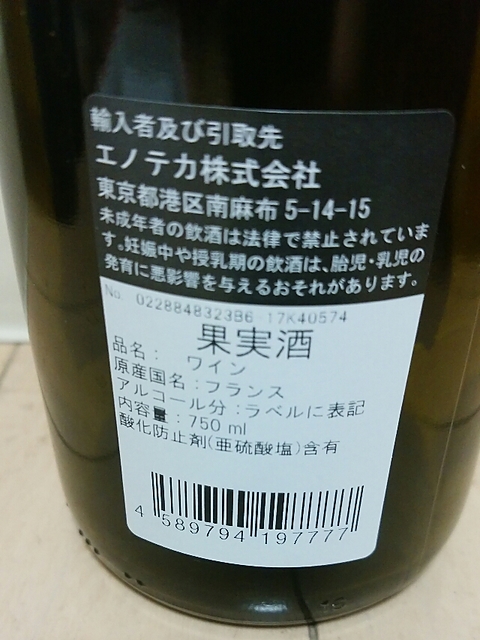 輸入者及び引取先
エノテカ株式会社
東京都港区南麻布 5-14-15
未成年者の飲酒は法律で禁止されていま
す。妊娠中や授乳期の飲酒は、胎児・乳児の
発育に悪影響を与えるおそれがあります。
No. 0228848323B6-17K40574
果実酒
品名： ワイン
原産国名：フランス
アルコール分：ラベルに表記
内容量：750 ml
酸化防止剤(亜硫酸塩)含有
4 589794 197777